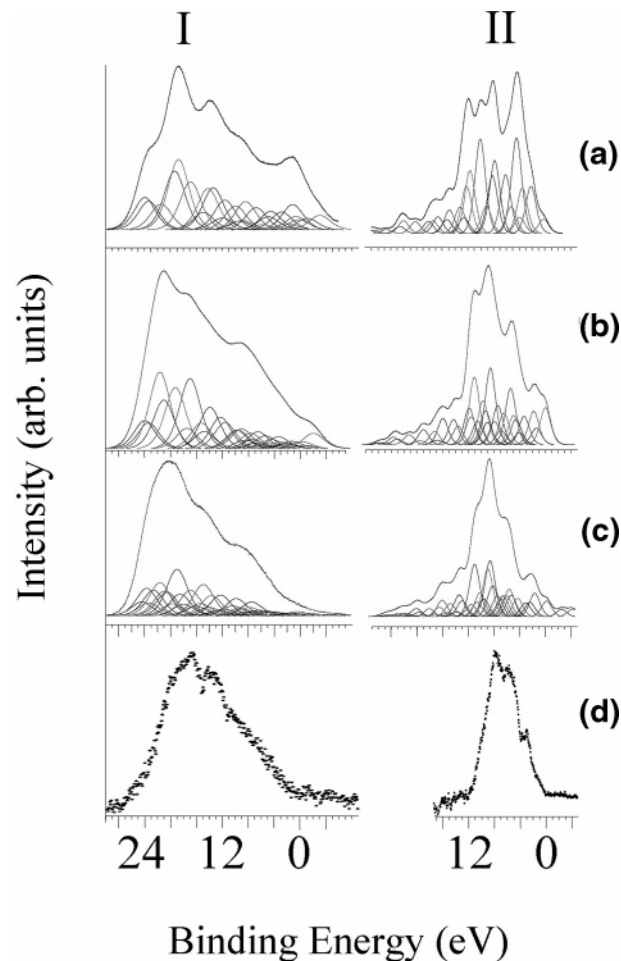 I II
(a)
(b)
(c)
(d)
Intensity (arb. units)
24 12 0 12 0
Binding Energy (eV)